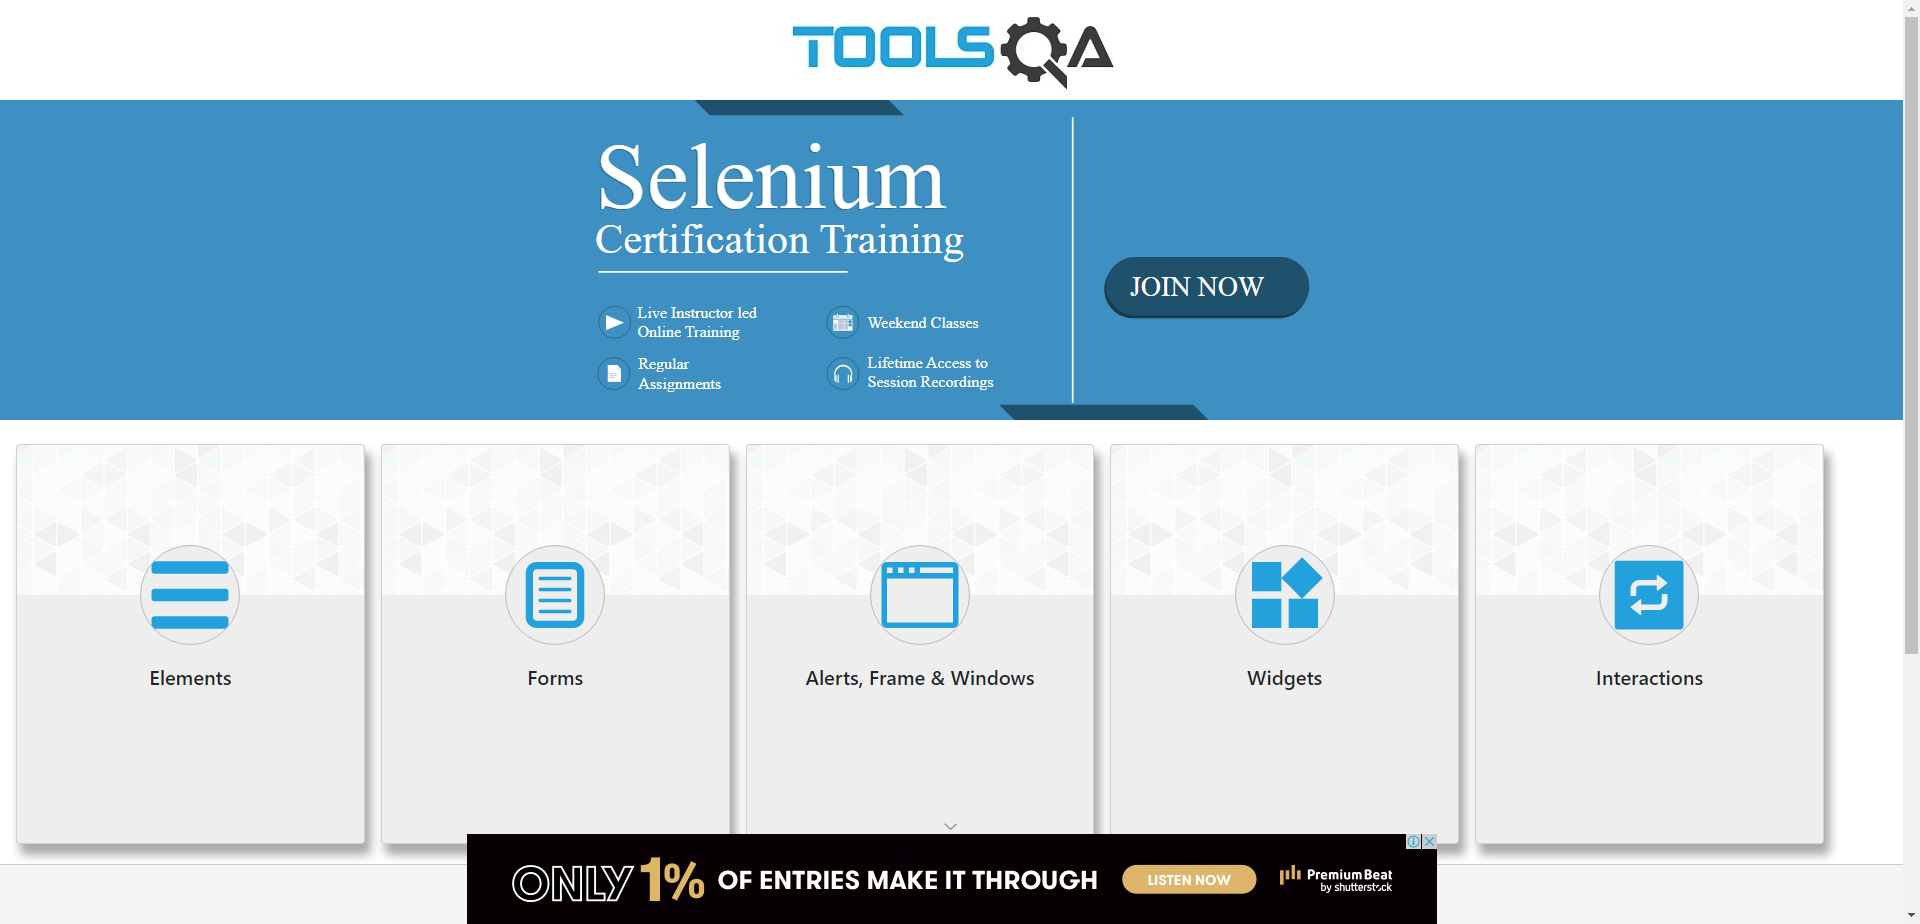 TOOLSQA
Selenium
Certification Training
JOIN NOW
Live Instructor led
Online Training
Weekend Classes
Regular
Assignments
Lifetime Access to
Session Recordings
Elements
Forms
Alerts, Frame & Windows
Widgets
Interactions
ONLY 1% OF ENTRIES MAKE IT THROUGH
LISTEN NOW
PremiumBeat
by shutterstock